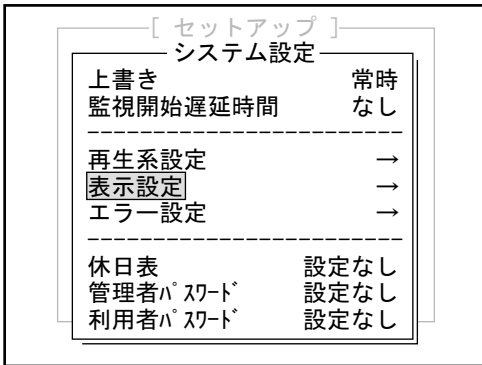 [ セットアップ ]
システム設定
上書き 常時
監視開始遅延時間 なし
再生系設定 →
表示設定 →
エラー設定 →
休日表 設定なし
管理者ﾊﾟｽﾜｰﾄﾞ 設定なし
利用者ﾊﾟｽﾜｰﾄﾞ 設定なし